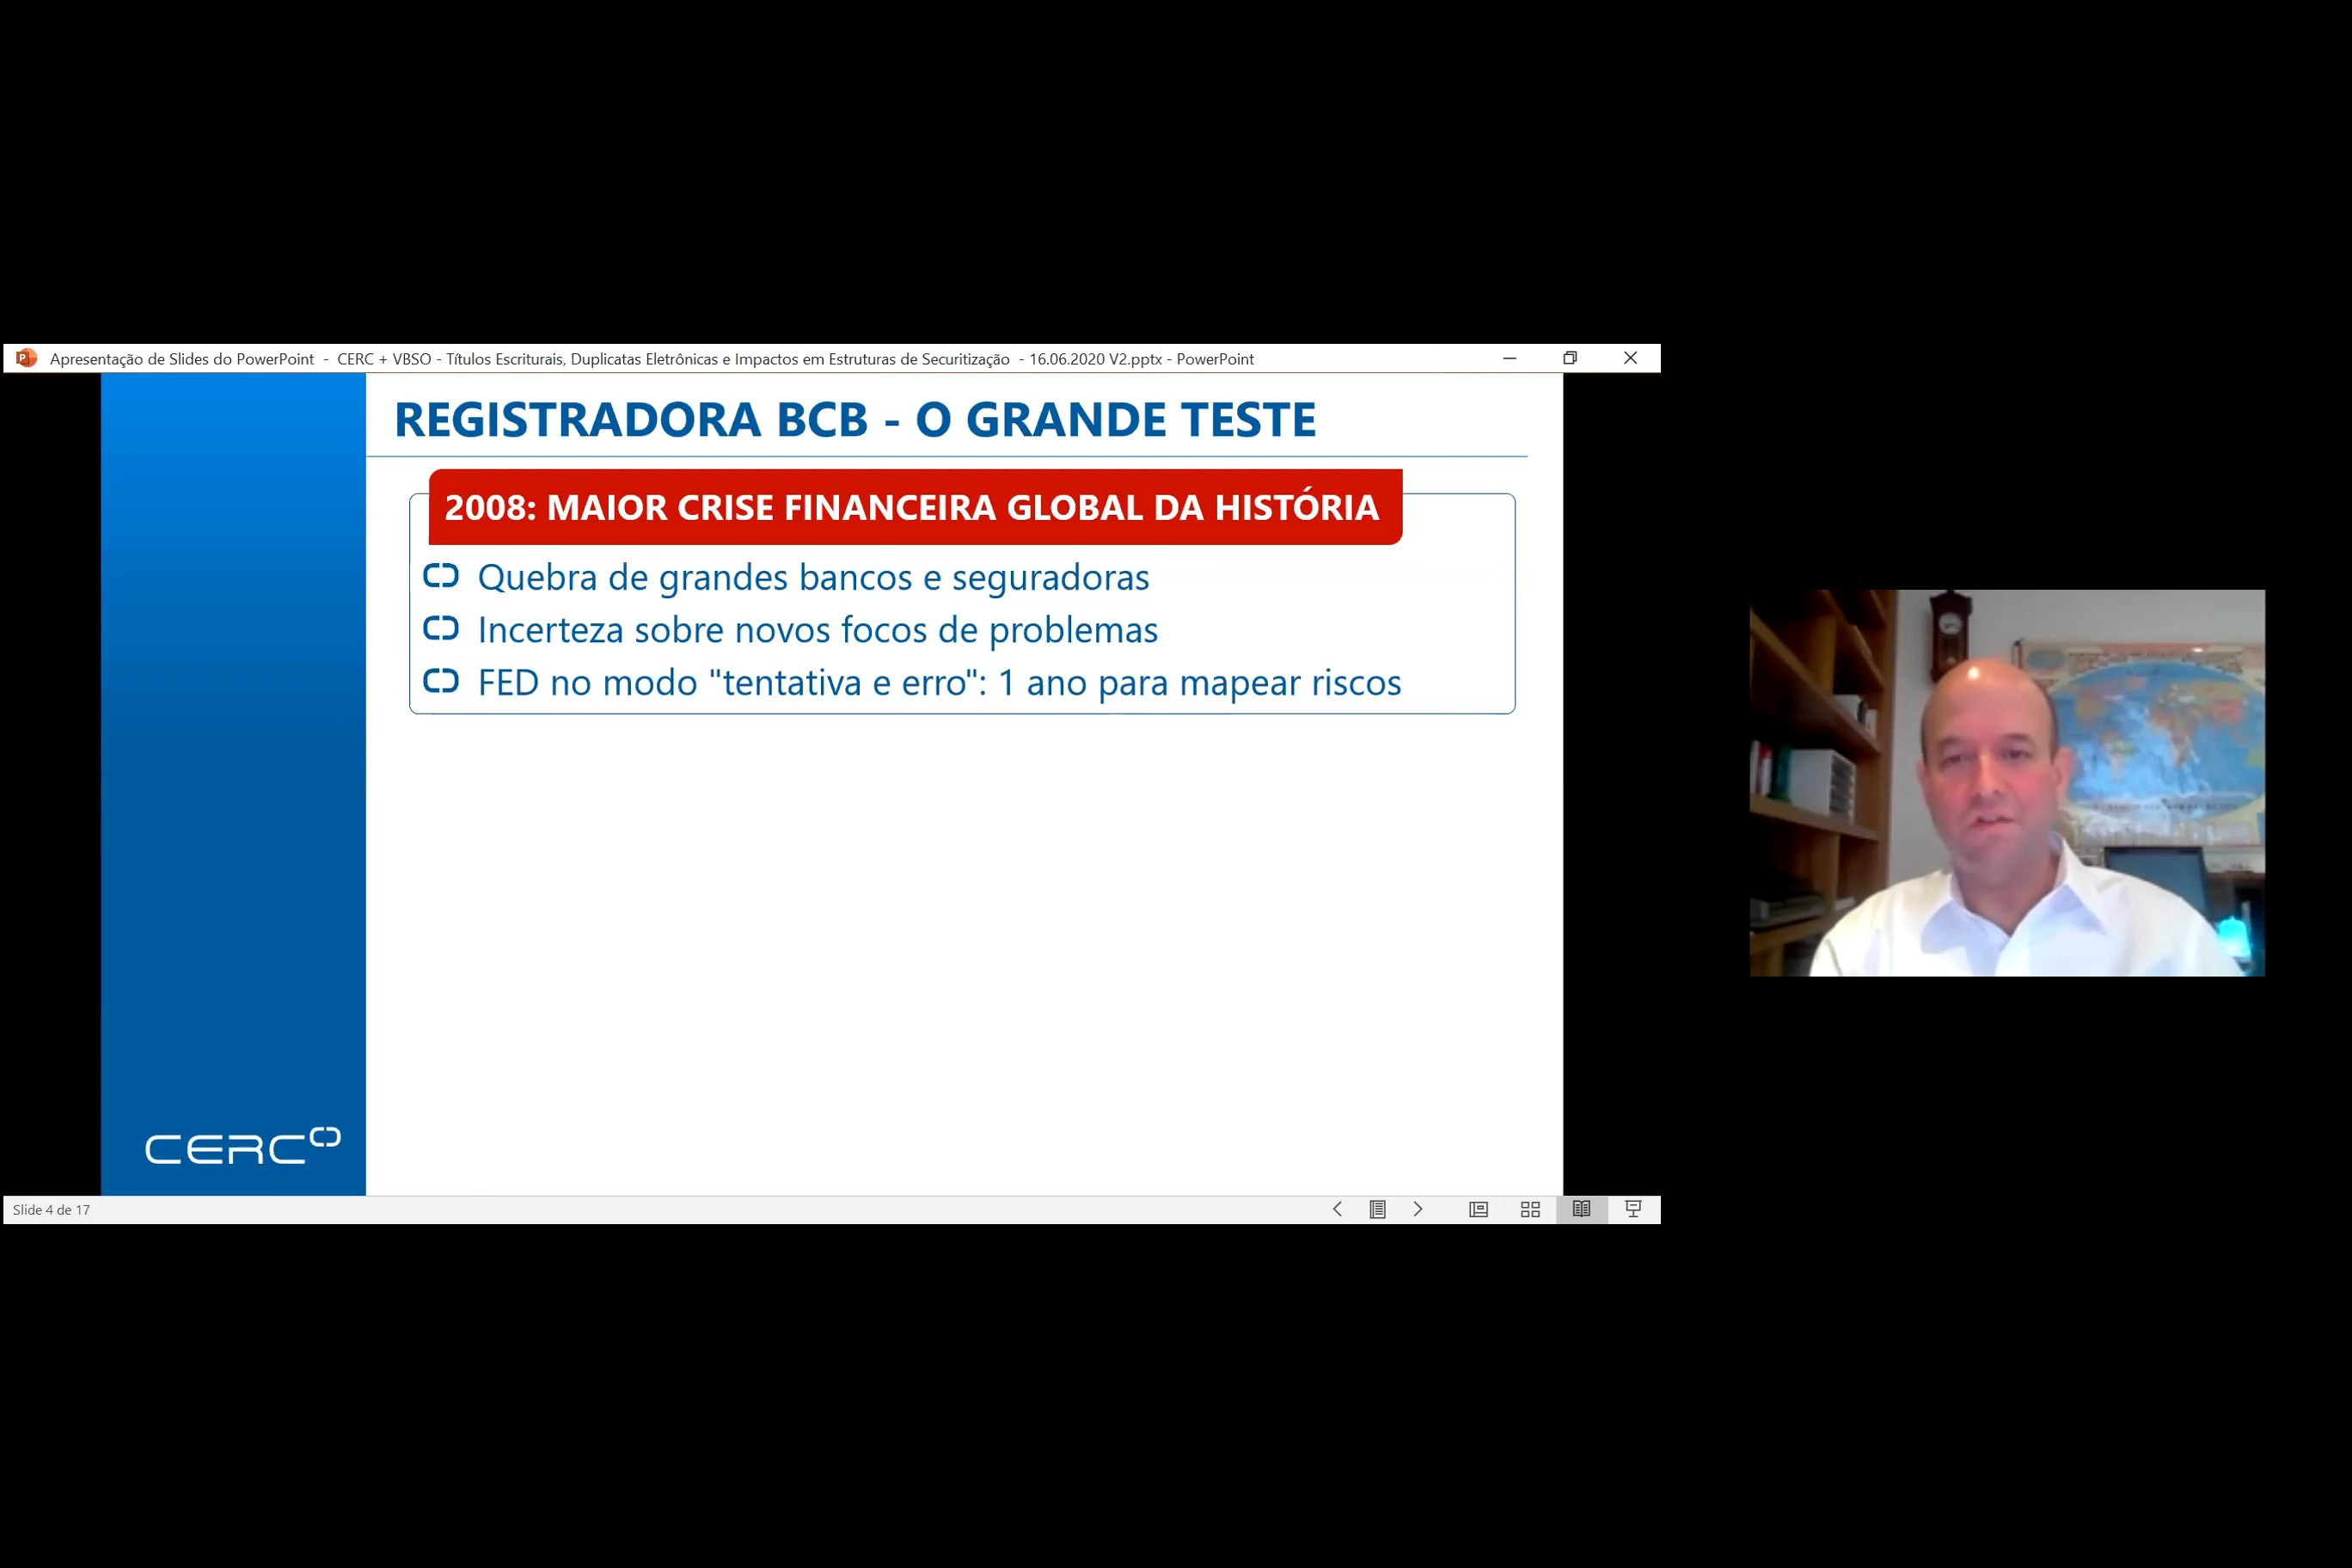 Apresentação de Slides do PowerPoint - CERC + VBSO - Títulos Escriturais, Duplicatas Eletrônicas e Impactos em Estruturas de Securitização - 16.06.2020 V2.pptx - PowerPoint
REGISTRADORA BCB - O GRANDE TESTE
2008: MAIOR CRISE FINANCEIRA GLOBAL DA HISTÓRIA
Quebra de grandes bancos e seguradoras
Incerteza sobre novos focos de problemas
FED no modo "tentativa e erro": 1 ano para mapear riscos
CERC
Slide 4 de 17